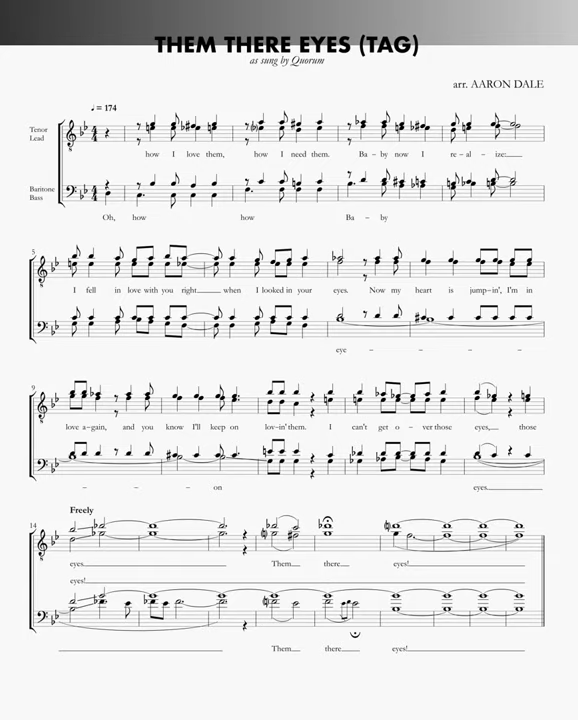 THEM THERE EYES (TAG)
as sung by Quorum
arr. AARON DALE
♩ = 174
Tenor
Lead
how I love them, how I need them. Ba - by now I re - al - ize:
Baritone
Bass
Oh, how how Ba - by
5
I fell in love with you right when I looked in your eyes. Now my heart is jump-in', I'm in
eye - - - -
9
love a-gain, and you know I'll keep on lov-in' them. I can't get o - ver those eyes, those
- - - - on eyes
14
Freely
eyes. Them there eyes!
eyes!
Them there eyes!